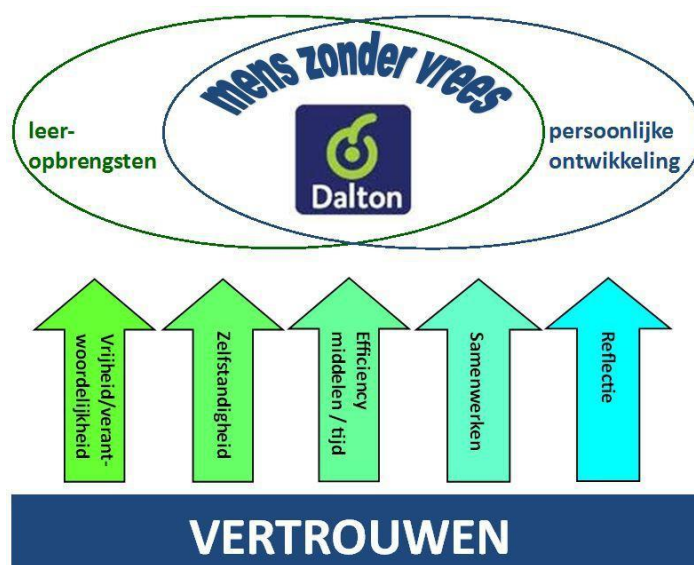 mens zonder vrees
leer-
opbrengsten
Dalton
persoonlijke
ontwikkeling
Vrijheid/verant-
woordelijkheid
Zelfstandigheid
Efficiency
middelen / tijd
Samenwerken
Reflectie
VERTROUWEN